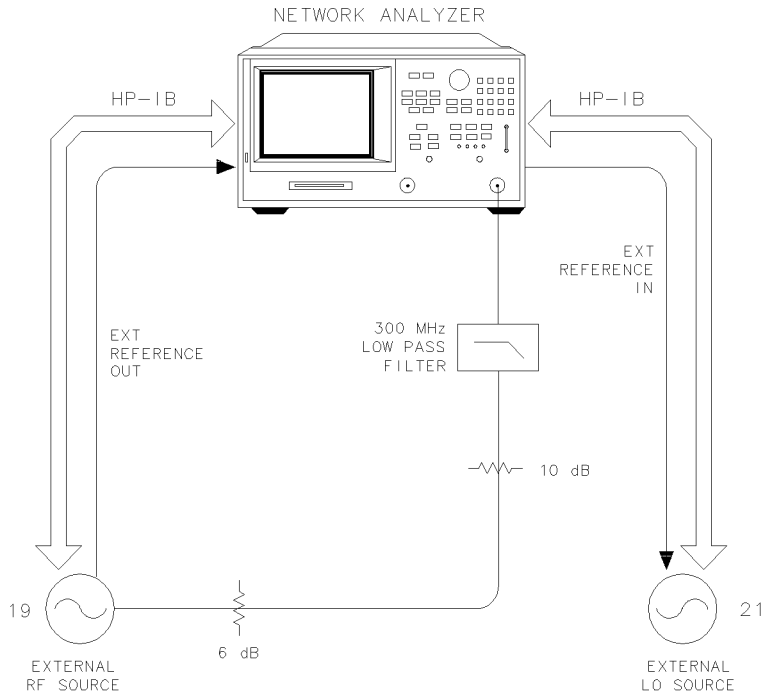 NETWORK ANALYZER
HP-IB
HP-IB
EXT
REFERENCE
IN
EXT
REFERENCE
OUT
300 MHz
LOW PASS
FILTER
10 dB
19
6 dB
21
EXTERNAL
RF SOURCE
EXTERNAL
LO SOURCE